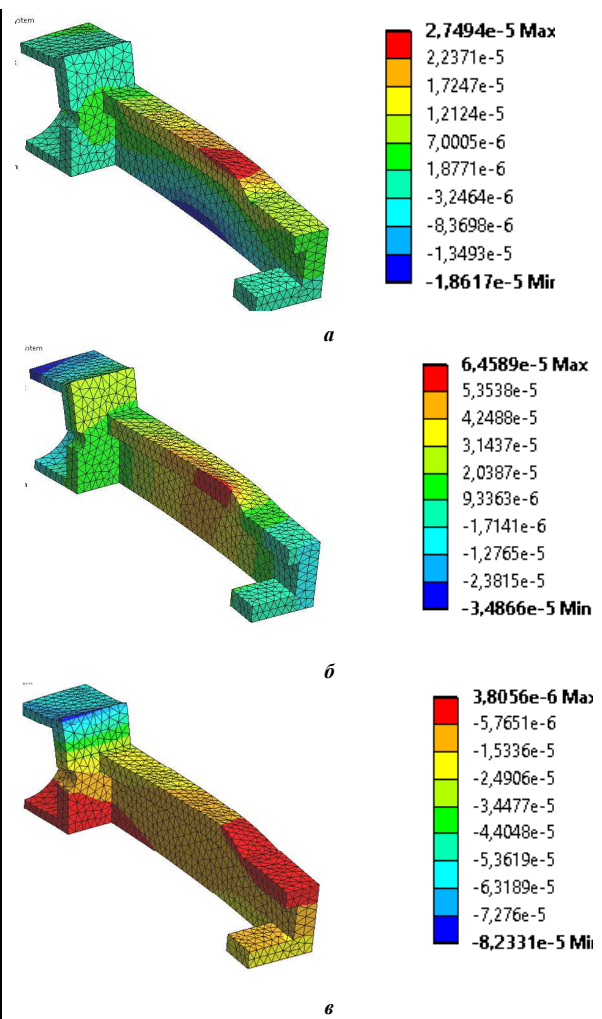 ystem
2,7494e-5 Max
2,2371e-5
1,7247e-5
1,2124e-5
7,0005e-6
1,8771e-6
-3,2464e-6
-8,3698e-6
-1,3493e-5
-1,8617e-5 Mir
а
ystem
6,4589e-5 Max
5,3538e-5
4,2488e-5
3,1437e-5
2,0387e-5
9,3363e-6
-1,7141e-6
-1,2765e-5
-2,3815e-5
-3,4866e-5 Min
б
3,8056e-6 Max
-5,7651e-6
-1,5336e-5
-2,4906e-5
-3,4477e-5
-4,4048e-5
-5,3619e-5
-6,3189e-5
-7,276e-5
-8,2331e-5 Min
в